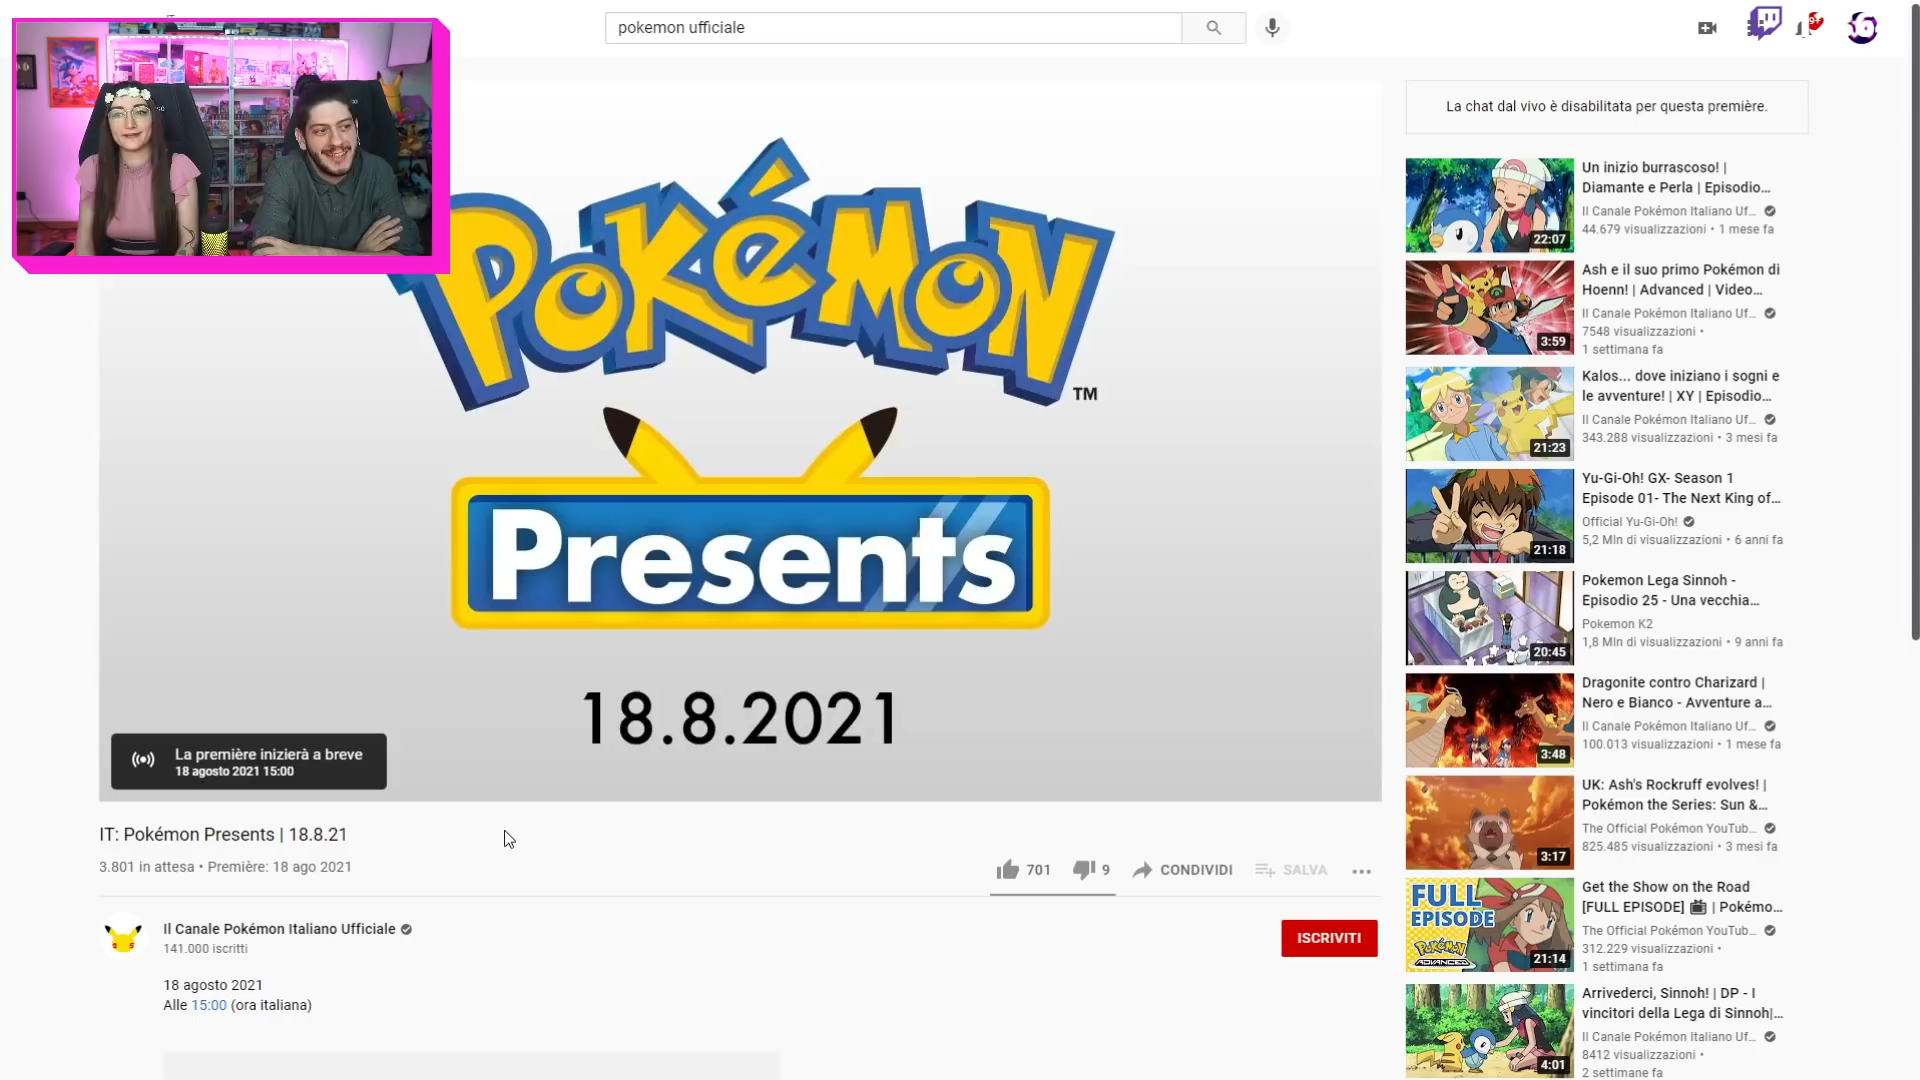 pokemon ufficiale
9+
POKÉMON
TM
Presents
18.8.2021
La première inizierà a breve
18 agosto 2021 15:00
IT: Pokémon Presents | 18.8.21
3.801 in attesa • Première: 18 ago 2021
701
9
CONDIVIDI
SALVA
Il Canale Pokémon Italiano Ufficiale
141.000 iscritti
ISCRIVITI
18 agosto 2021
Alle 15:00 (ora italiana)
La chat dal vivo è disabilitata per questa première.
22:07
Un inizio burrascoso! |
Diamante e Perla | Episodio...
Il Canale Pokémon Italiano Uf...
44.679 visualizzazioni • 1 mese fa
3:59
Ash e il suo primo Pokémon di
Hoenn! | Advanced | Video...
Il Canale Pokémon Italiano Uf...
7548 visualizzazioni •
1 settimana fa
21:23
Kalos... dove iniziano i sogni e
le avventure! | XY | Episodio...
Il Canale Pokémon Italiano Uf...
343.288 visualizzazioni • 3 mesi fa
21:18
Yu-Gi-Oh! GX- Season 1
Episode 01- The Next King of...
Official Yu-Gi-Oh!
5,2 Mln di visualizzazioni • 6 anni fa
20:45
Pokemon Lega Sinnoh -
Episodio 25 - Una vecchia...
Pokemon K2
1,8 Mln di visualizzazioni • 9 anni fa
3:48
Dragonite contro Charizard |
Nero e Bianco - Avventure a...
Il Canale Pokémon Italiano Uf...
100.013 visualizzazioni • 1 mese fa
3:17
UK: Ash's Rockruff evolves! |
Pokémon the Series: Sun &...
The Official Pokémon YouTub...
825.485 visualizzazioni • 3 mesi fa
FULL
EPISODE
POKÉMON
ADVANCED
21:14
Get the Show on the Road
[FULL EPISODE] | Pokémo...
The Official Pokémon YouTub...
312.229 visualizzazioni •
1 settimana fa
4:01
Arrivederci, Sinnoh! | DP - I
vincitori della Lega di Sinnoh|...
Il Canale Pokémon Italiano Uf...
8412 visualizzazioni •
2 settimane fa